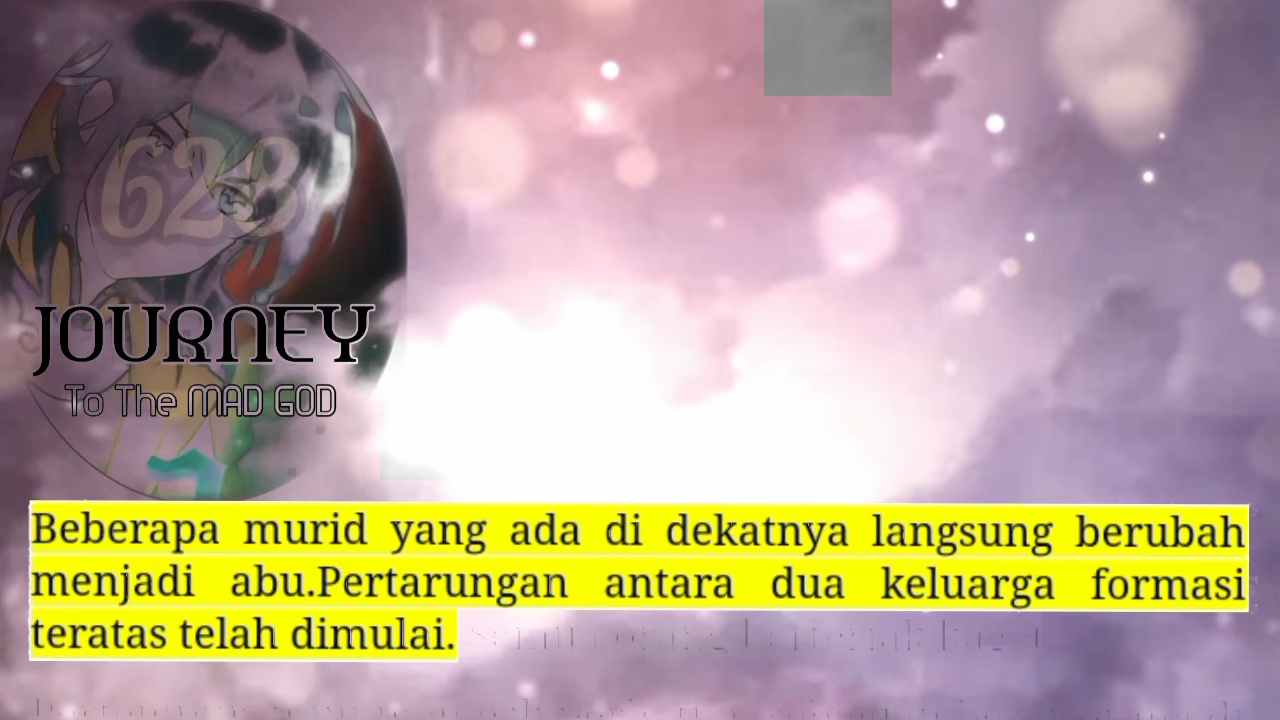 628
JOURNEY
To The MAD GOD
Beberapa murid yang ada di dekatnya langsung berubah
menjadi abu.Pertarungan antara dua keluarga formasi
teratas telah dimulai.